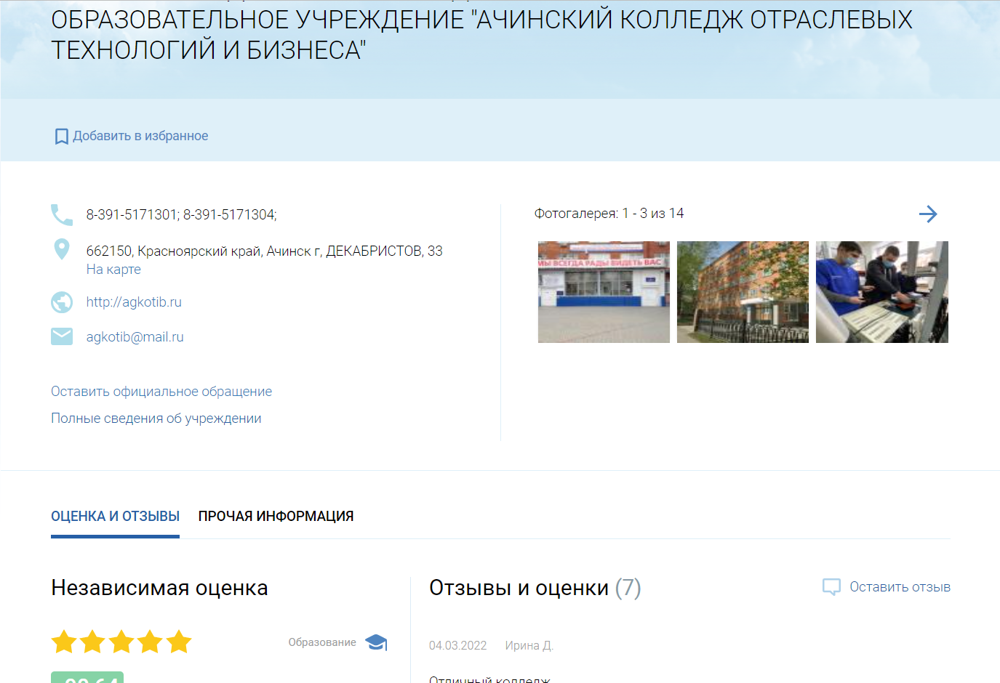 ОБРАЗОВАТЕЛЬНОЕ УЧРЕЖДЕНИЕ "АЧИНСКИЙ КОЛЛЕДЖ ОТРАСЛЕВЫХ
ТЕХНОЛОГИЙ И БИЗНЕСА"
Добавить в избранное
8-391-5171301; 8-391-5171304;
662150, Красноярский край, Ачинск г, ДЕКАБРИСТОВ, 33
На карте
http://agkotib.ru
agkotib@mail.ru
Оставить официальное обращение
Полные сведения об учреждении
Фотогалерея: 1 - 3 из 14
МЫ ВСЕГДА РАДЫ ВИДЕТЬ ВАС
ОЦЕНКА И ОТЗЫВЫ
ПРОЧАЯ ИНФОРМАЦИЯ
Независимая оценка
Образование
Отзывы и оценки (7)
Оставить отзыв
04.03.2022 Ирина Д.
Отличный колледж